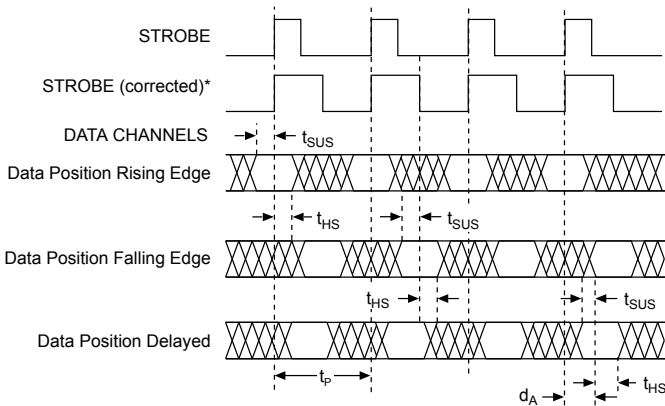 STROBE
STROBE (corrected)*
DATA CHANNELS
tSUS
Data Position Rising Edge
tHS
tSUS
Data Position Falling Edge
tHS
tSUS
Data Position Delayed
tP
tHS
dA